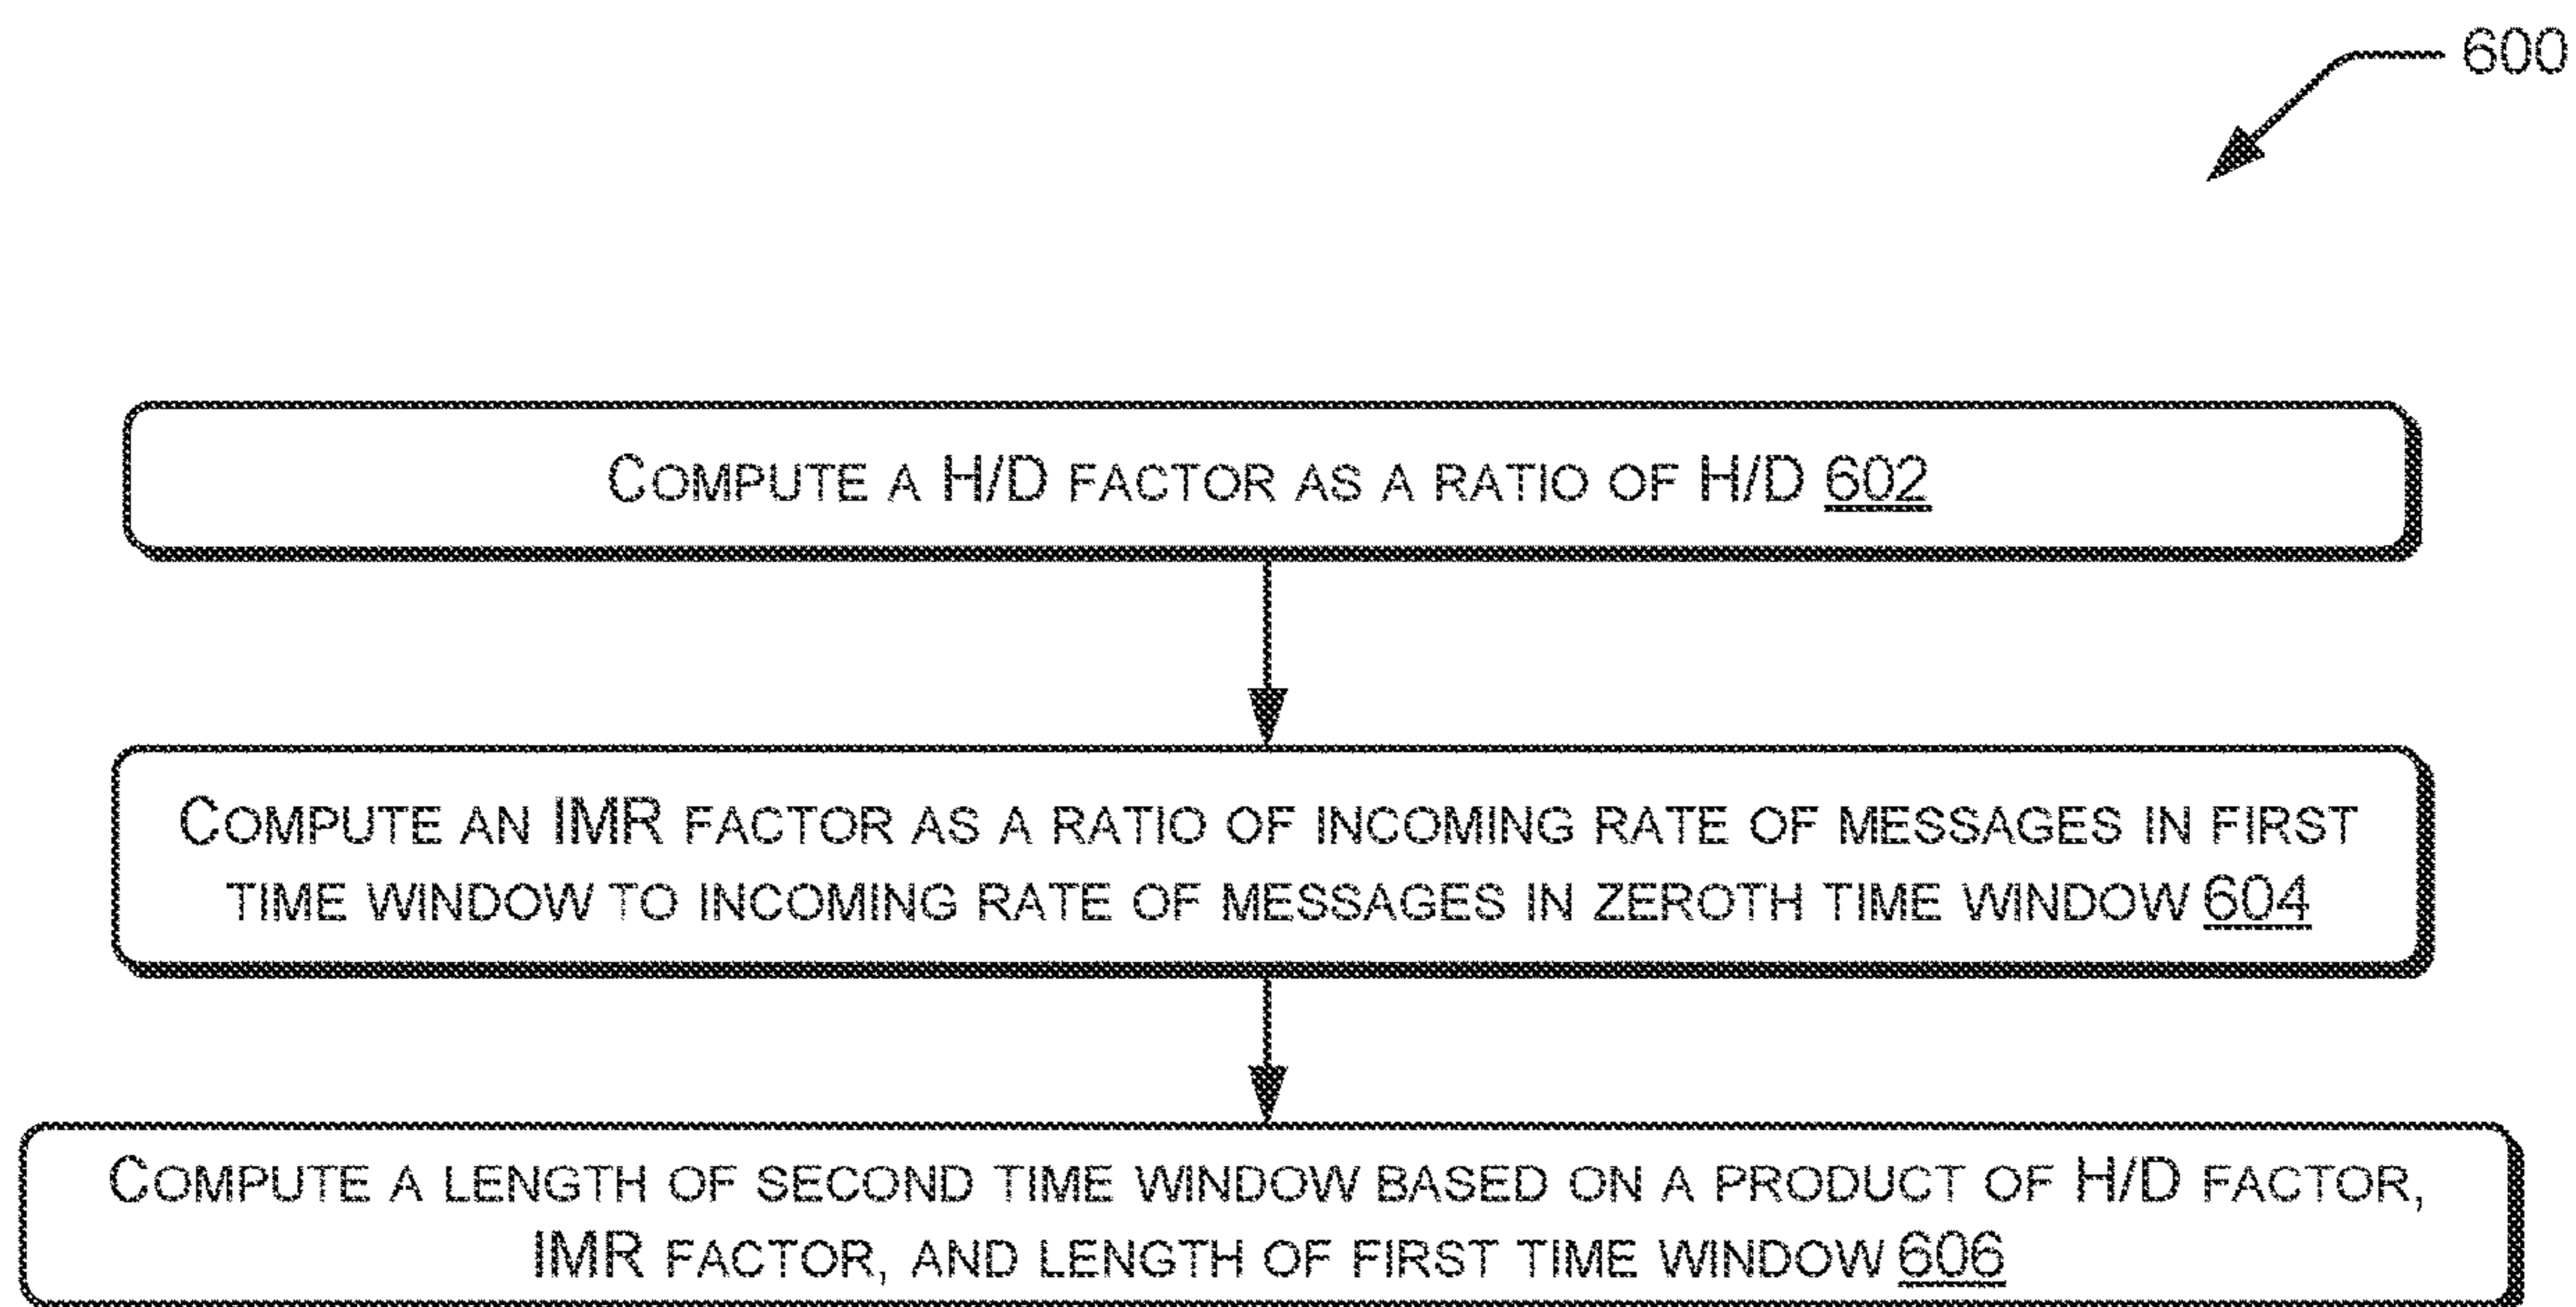 600
COMPUTE A H/D FACTOR AS A RATIO OF H/D 602
COMPUTE AN IMR FACTOR AS A RATIO OF INCOMING RATE OF MESSAGES IN FIRST
TIME WINDOW TO INCOMING RATE OF MESSAGES IN ZEROTH TIME WINDOW 604
COMPUTE A LENGTH OF SECOND TIME WINDOW BASED ON A PRODUCT OF H/D FACTOR,
IMR FACTOR, AND LENGTH OF FIRST TIME WINDOW 606